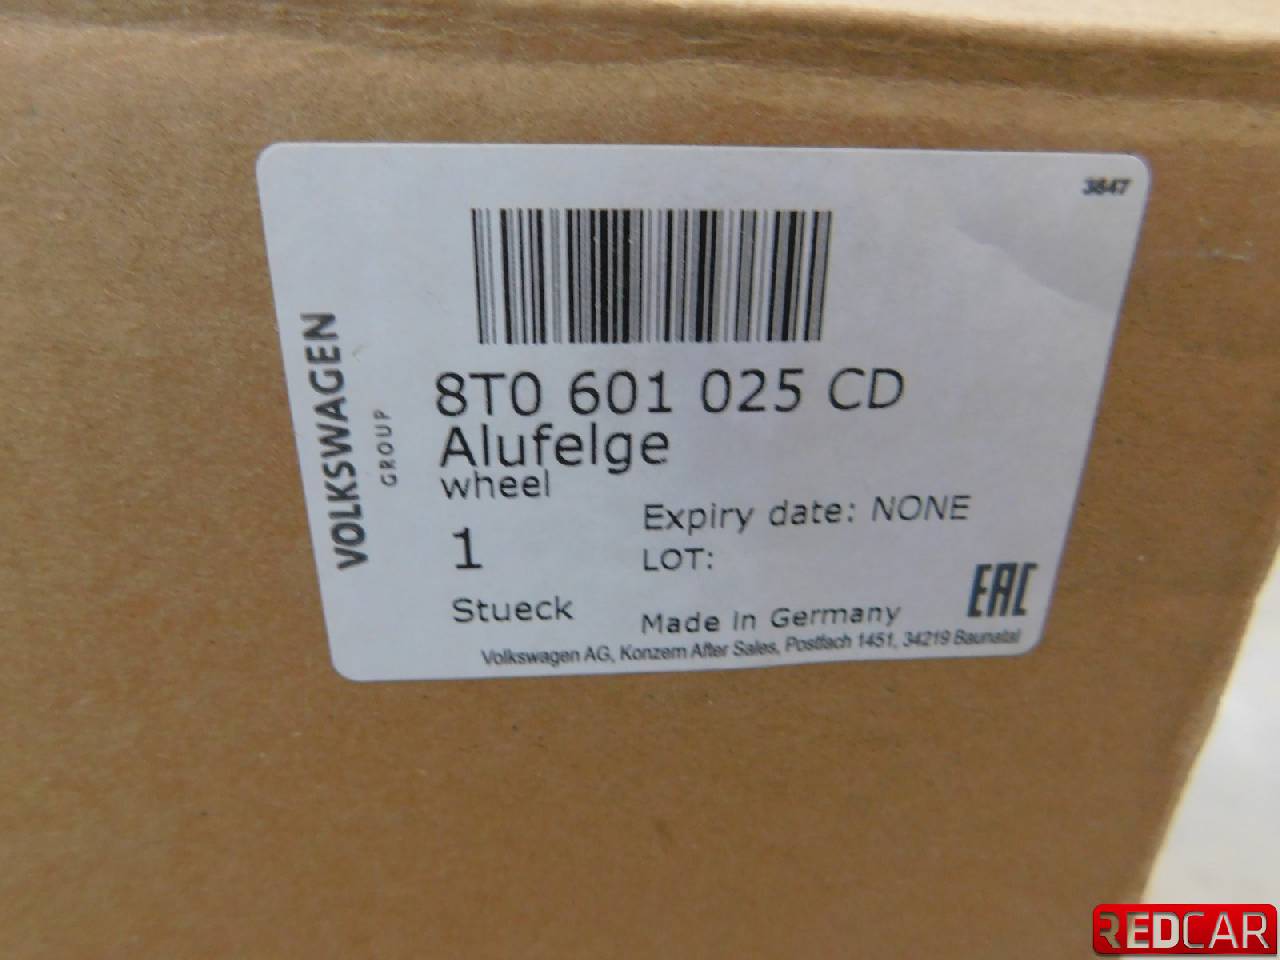 3847
VOLKSWAGEN
GROUP
8T0 601 025 CD
Alufelge
wheel
1
Expiry date: NONE
LOT:
EAC
Stueck
Made in Germany
Volkswagen AG, Konzern After Sales, Postfach 1451, 34219 Baunatal
REDCAR